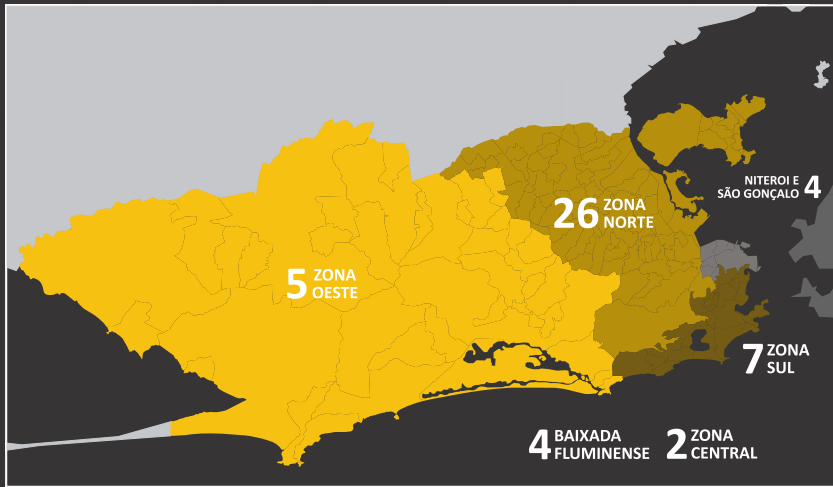 NITEROI E
SÃO GONÇALO 4
26 ZONA
NORTE
5 ZONA
OESTE
7 ZONA
SUL
4 BAIXADA
FLUMINENSE
2 ZONA
CENTRAL